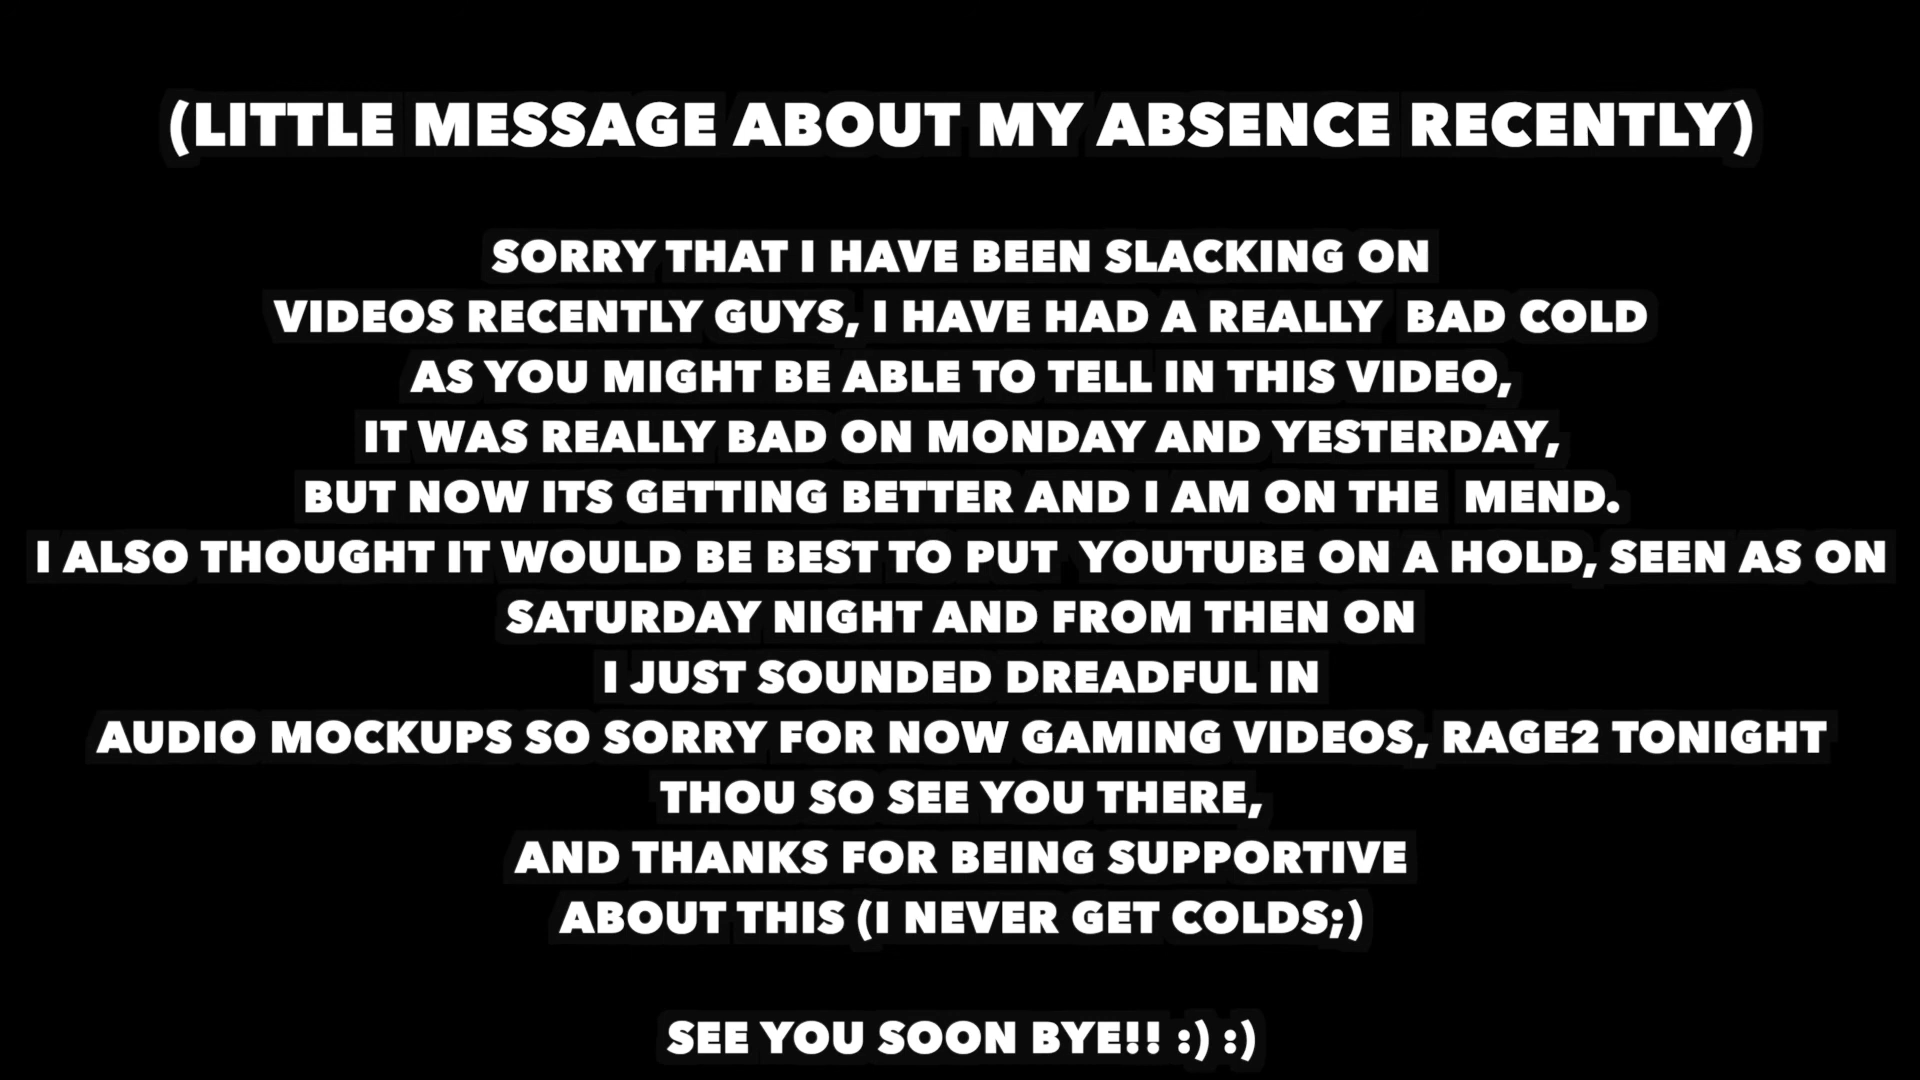 (LITTLE MESSAGE ABOUT MY ABSENCE RECENTLY)
SORRY THAT I HAVE BEEN SLACKING ON
VIDEOS RECENTLY GUYS, I HAVE HAD A REALLY  BAD COLD
AS YOU MIGHT BE ABLE TO TELL IN THIS VIDEO,
IT WAS REALLY BAD ON MONDAY AND YESTERDAY,
BUT NOW ITS GETTING BETTER AND I AM ON THE  MEND.
I ALSO THOUGHT IT WOULD BE BEST TO PUT  YOUTUBE ON A HOLD, SEEN AS ON
SATURDAY NIGHT AND FROM THEN ON
I JUST SOUNDED DREADFUL IN
AUDIO MOCKUPS SO SORRY FOR NOW GAMING VIDEOS, RAGE2 TONIGHT
THOU SO SEE YOU THERE,
AND THANKS FOR BEING SUPPORTIVE
ABOUT THIS (I NEVER GET COLDS;)
SEE YOU SOON BYE!! :) :)